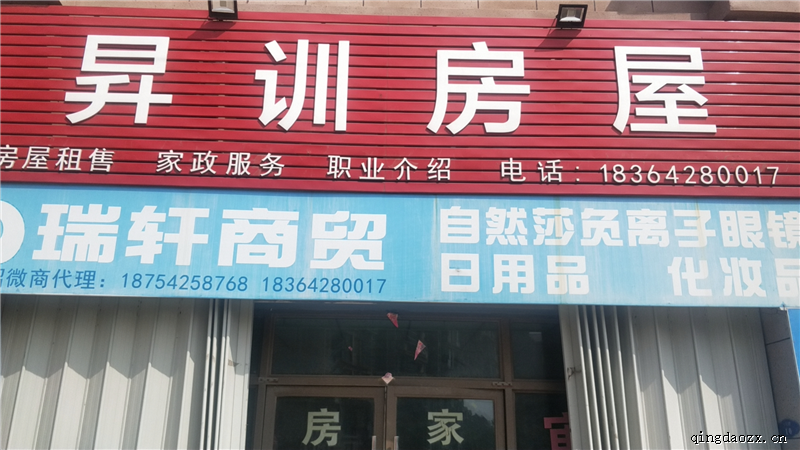 昇训房屋
房屋租售 家政服务 职业介绍 电话:18364280017
瑞轩商贸
自然莎负离子眼镜
日用品 化妆品
招微商代理:18754258768 18364280017
房 家
qingdaozx.cn